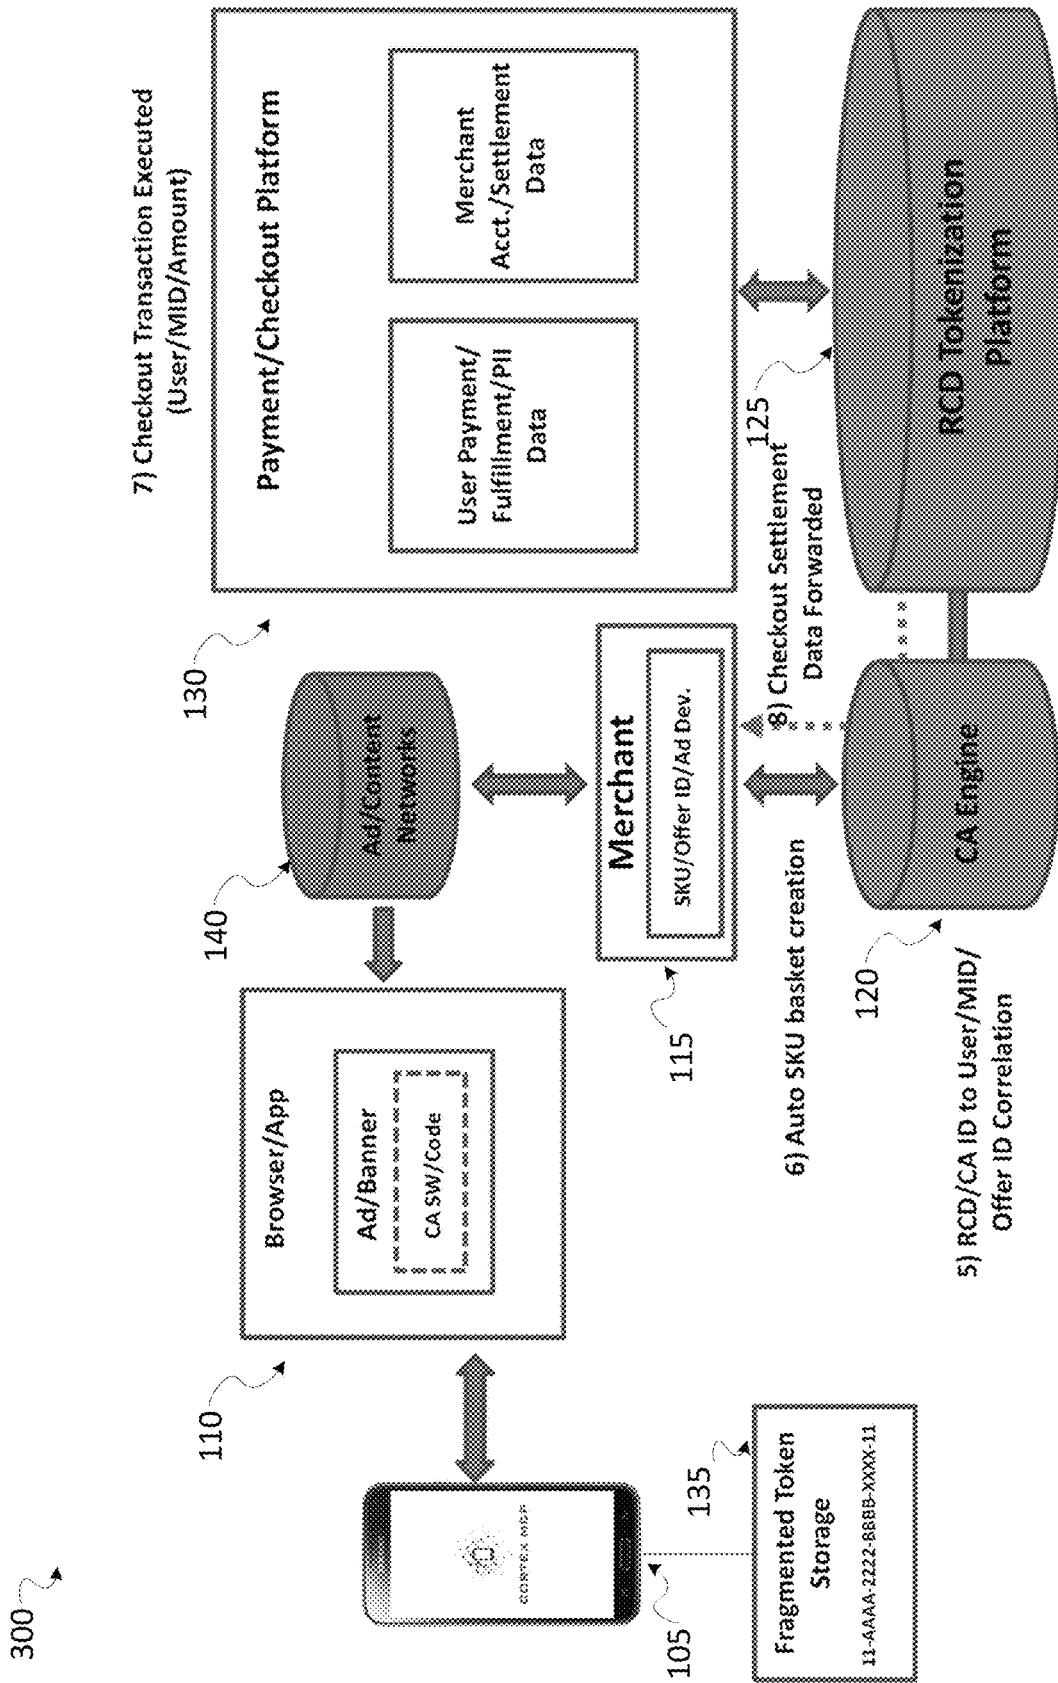 300
7) Checkout Transaction Executed
(User/MID/Amount)
130
Payment/Checkout Platform
User Payment/
Fulfillment/PII
Data
Merchant
Acct./Settlement
Data
110
Browser/App
Ad/Banner
CA SW/Code
140
Ad/Content
Networks
105
CORTEX MCP
135
Fragmented Token
Storage
11-AAAA-2222-BBBB-XXXX-11
115
Merchant
SKU/Offer ID/Ad Dev.
6) Auto SKU basket creation
8) Checkout Settlement
Data Forwarded
125
120
CA Engine
RCD Tokenization
Platform
5) RCD/CA ID to User/MID/
Offer ID Correlation